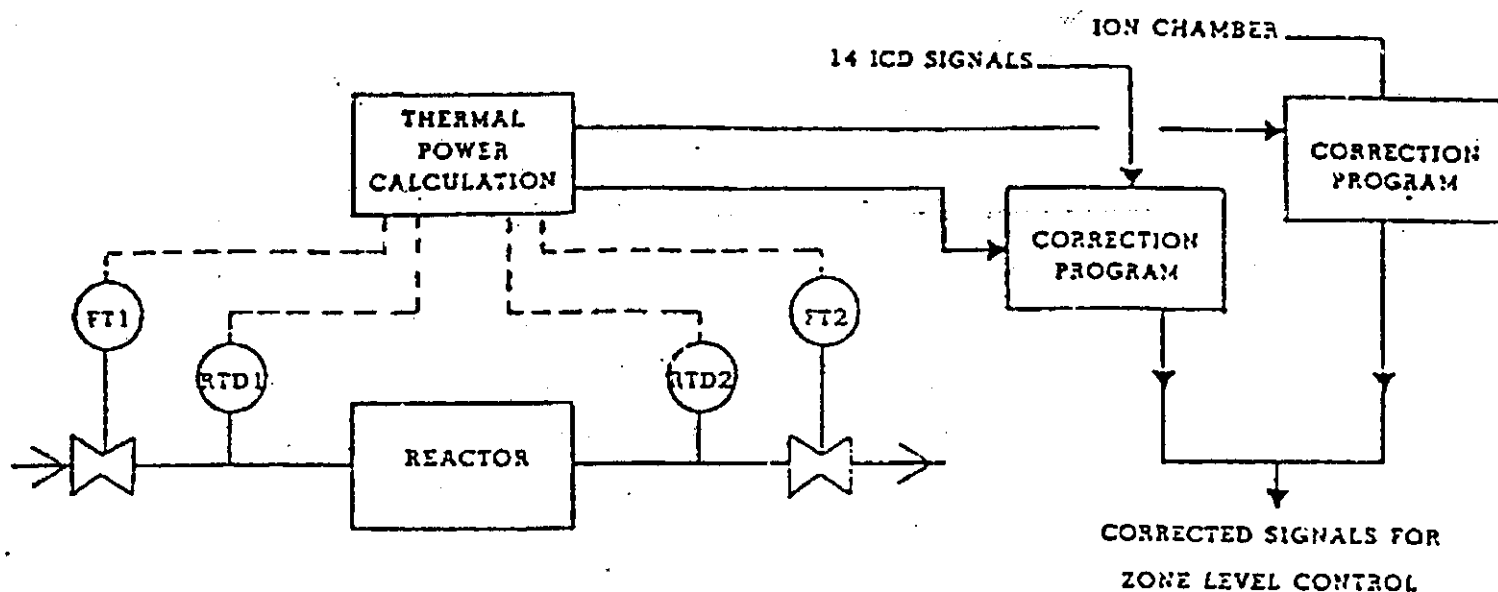 ION CHAMBER
14 ICD SIGNALS
THERMAL
POWER
CALCULATION
CORRECTION
PROGRAM
CORRECTION
PROGRAM
FT1
FT2
RTD1
RTD2
REACTOR
CORRECTED SIGNALS FOR
ZONE LEVEL CONTROL